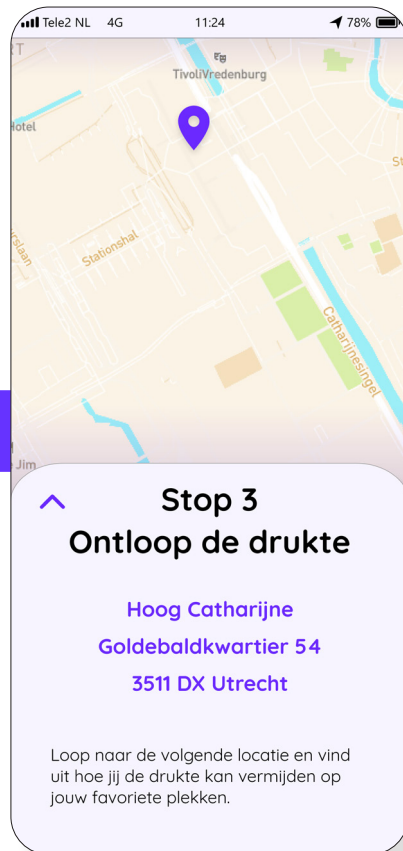 Tele2 NL 4G 11:24 78%
TivoliVredenburg
Hotel
St
Stationshal
Catharijnesingel
Jim
Stop 3
Ontloop de drukte
Hoog Catharijne
Goldebaldkwartier 54
3511 DX Utrecht
Loop naar de volgende locatie en vind
uit hoe jij de drukte kan vermijden op
jouw favoriete plekken.